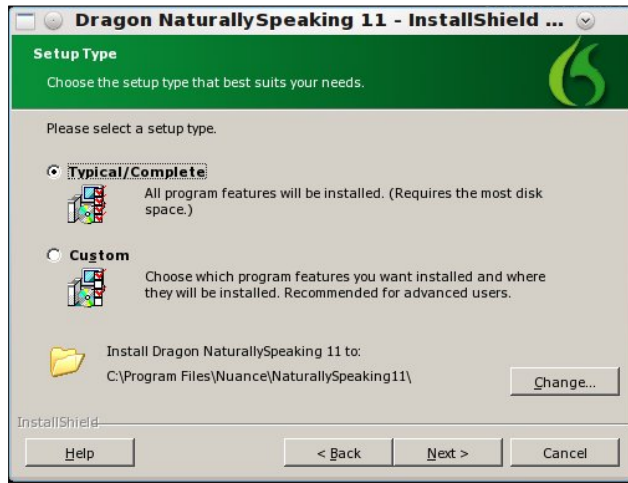 Dragon NaturallySpeaking 11 - InstallShield ...
Setup Type
Choose the setup type that best suits your needs.
Please select a setup type.
Typical/Complete
All program features will be installed. (Requires the most disk
space.)
Custom
Choose which program features you want installed and where
they will be installed. Recommended for advanced users.
Install Dragon NaturallySpeaking 11 to:
C:\Program Files\Nuance\NaturallySpeaking11\
Change...
InstallShield
Help
< Back
Next >
Cancel